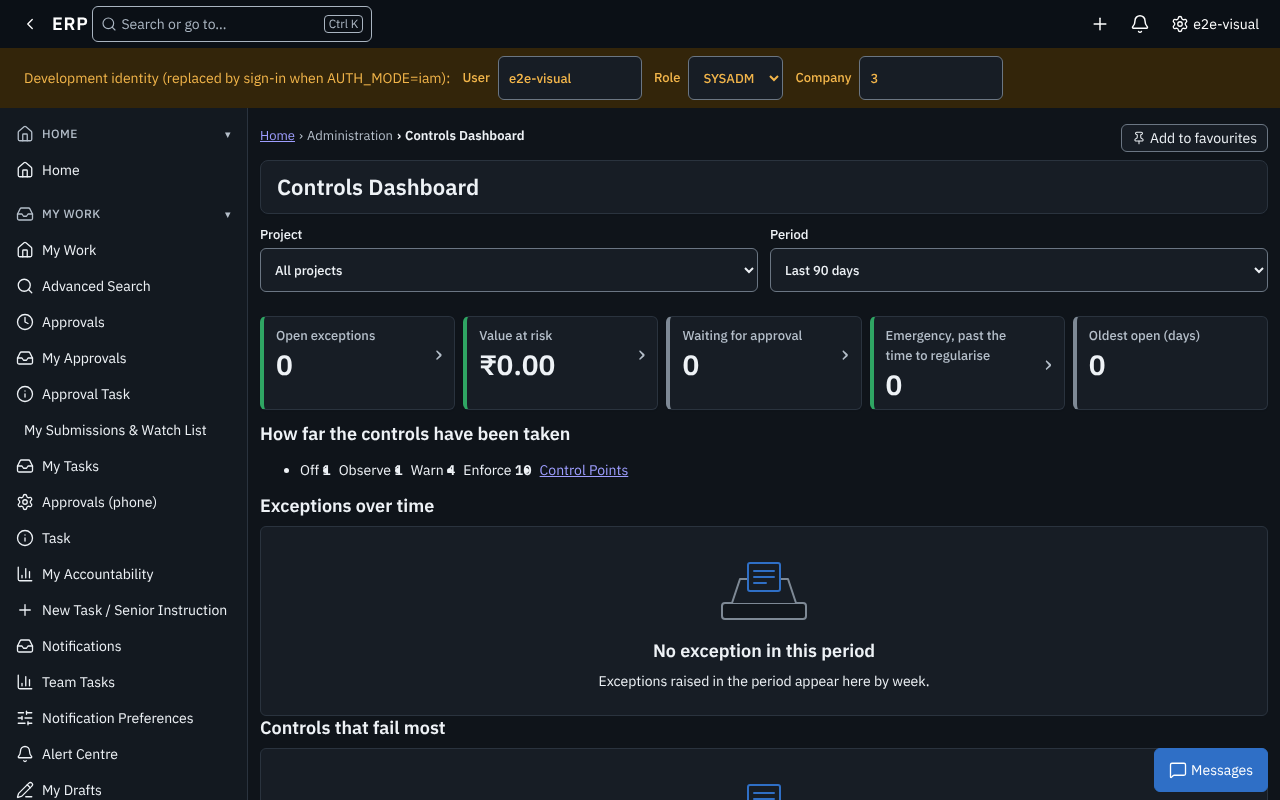 ERP
Search or go to... Ctrl K
e2e-visual
Development identity (replaced by sign-in when AUTH_MODE=iam): User e2e-visual Role SYSADM Company 3
HOME
Home
MY WORK
My Work
Advanced Search
Approvals
My Approvals
Approval Task
My Submissions & Watch List
My Tasks
Approvals (phone)
Task
My Accountability
New Task / Senior Instruction
Notifications
Team Tasks
Notification Preferences
Alert Centre
My Drafts
Home › Administration › Controls Dashboard
Add to favourites
Controls Dashboard
Project
All projects
Period
Last 90 days
Open exceptions
0
Value at risk
₹0.00
Waiting for approval
0
Emergency, past the
time to regularise
0
Oldest open (days)
0
How far the controls have been taken
Off Observe Warn Enforce Control Points
Exceptions over time
No exception in this period
Exceptions raised in the period appear here by week.
Controls that fail most
Messages